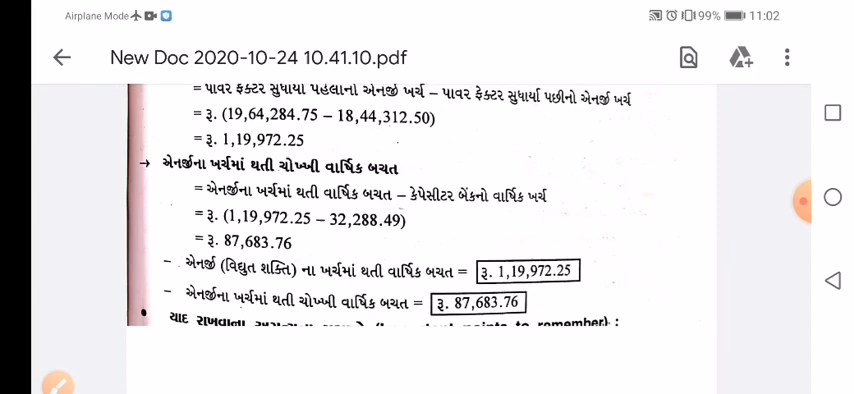 Airplane Mode 99% 11:02
New Doc 2020-10-24 10.41.10.pdf
= પાવર ફેક્ટર સુધાર્યા પહેલાનો એનર્જી ખર્ચ – પાવર ફેક્ટર સુધાર્યા પછીનો એનર્જી ખર્ચ
= રૂ. (19,64,284.75 – 18,44,312.50)
= રૂ. 1,19,972.25
→ એનર્જીના ખર્ચમાં થતી ચોખ્ખી વાર્ષિક બચત
= એનર્જીના ખર્ચમાં થતી વાર્ષિક બચત – કેપેસીટર બેંકનો વાર્ષિક ખર્ચ
= રૂ. (1,19,972.25 – 32,288.49)
= રૂ. 87,683.76
– એનર્જી (વિદ્યુત શક્તિ) ના ખર્ચમાં થતી વાર્ષિક બચત = રૂ. 1,19,972.25
– એનર્જીના ખર્ચમાં થતી ચોખ્ખી વાર્ષિક બચત = રૂ. 87,683.76
• યાદ રાખવાના points to remember) :